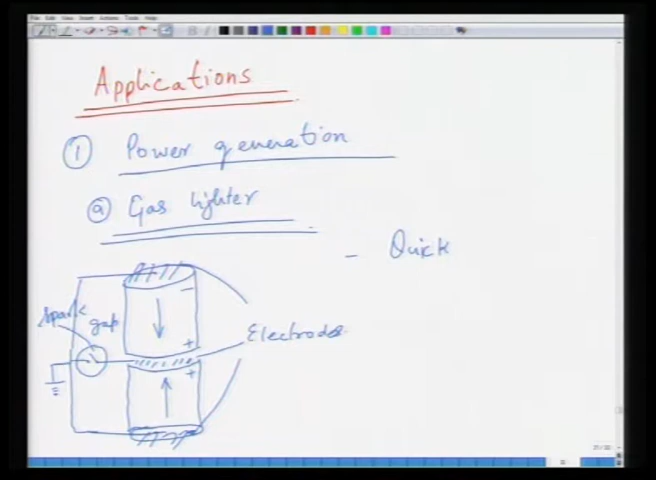 Applications
① Power generation
ⓐ Gas lighter
- Quick
Spark gap
Electrodes
-
+
+